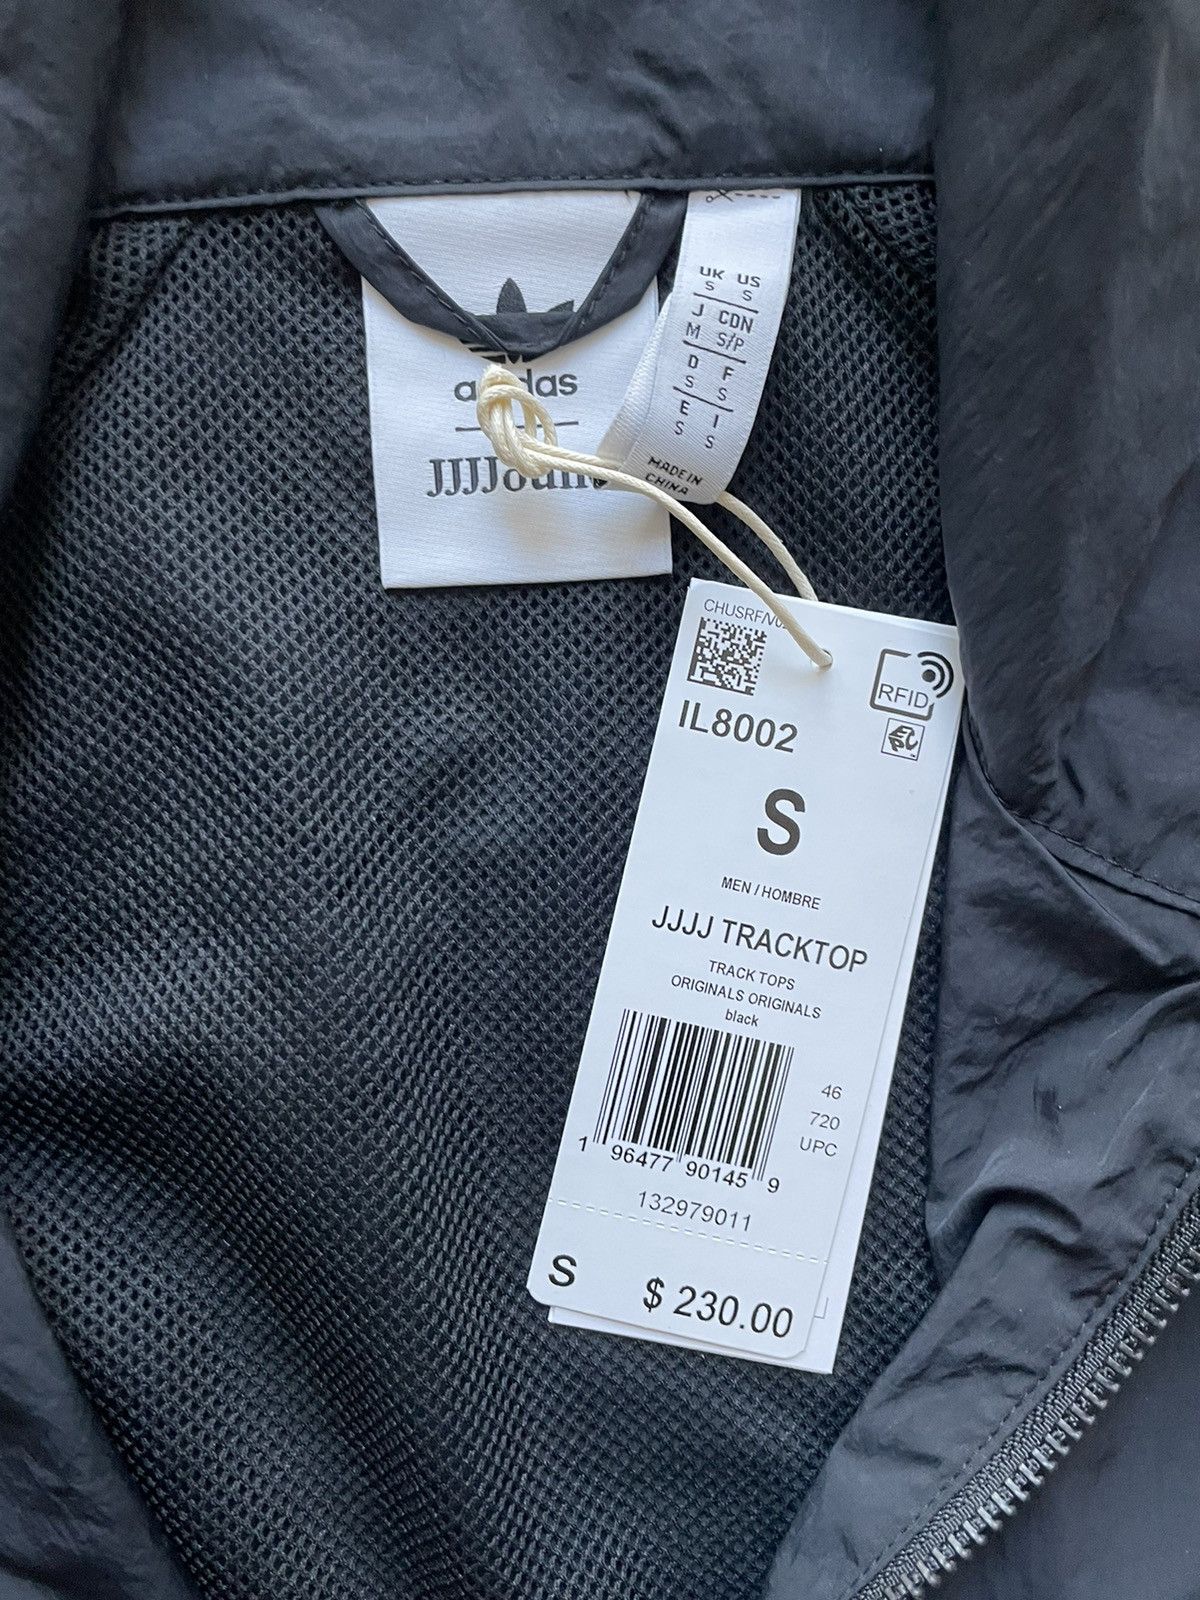 adidas
JJJJound
UK US
S S
J CDN
M S/P
D F
S S
E I
S S
MADE IN
CHINA
RFID
IL8002
S
MEN / HOMBRE
JJJJ TRACKTOP
TRACK TOPS
ORIGINALS ORIGINALS
black
46
720
UPC
1 96477 90145 9
132979011
S $ 230.00